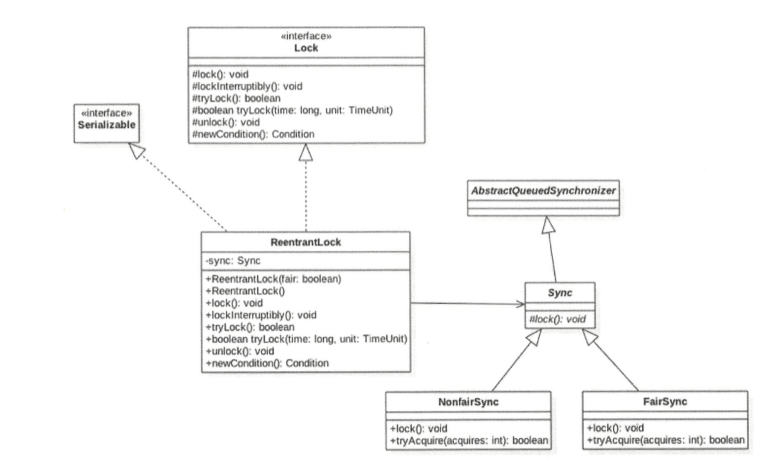 «interface»
Lock
#lock(): void
#lockInterruptibly(): void
#tryLock(): boolean
#boolean tryLock(time: long, unit: TimeUnit)
#unlock(): void
#newCondition(): Condition
«interface»
Serializable
AbstractQueuedSynchronizer
ReentrantLock
-sync: Sync
+ReentrantLock(fair: boolean)
+ReentrantLock()
+lock(): void
+lockInterruptibly(): void
+tryLock(): boolean
+boolean tryLock(time: long, unit: TimeUnit)
+unlock(): void
+newCondition(): Condition
Sync
#lock(): void
NonfairSync
+lock(): void
+tryAcquire(acquires: int): boolean
FairSync
+lock(): void
+tryAcquire(acquires: int): boolean